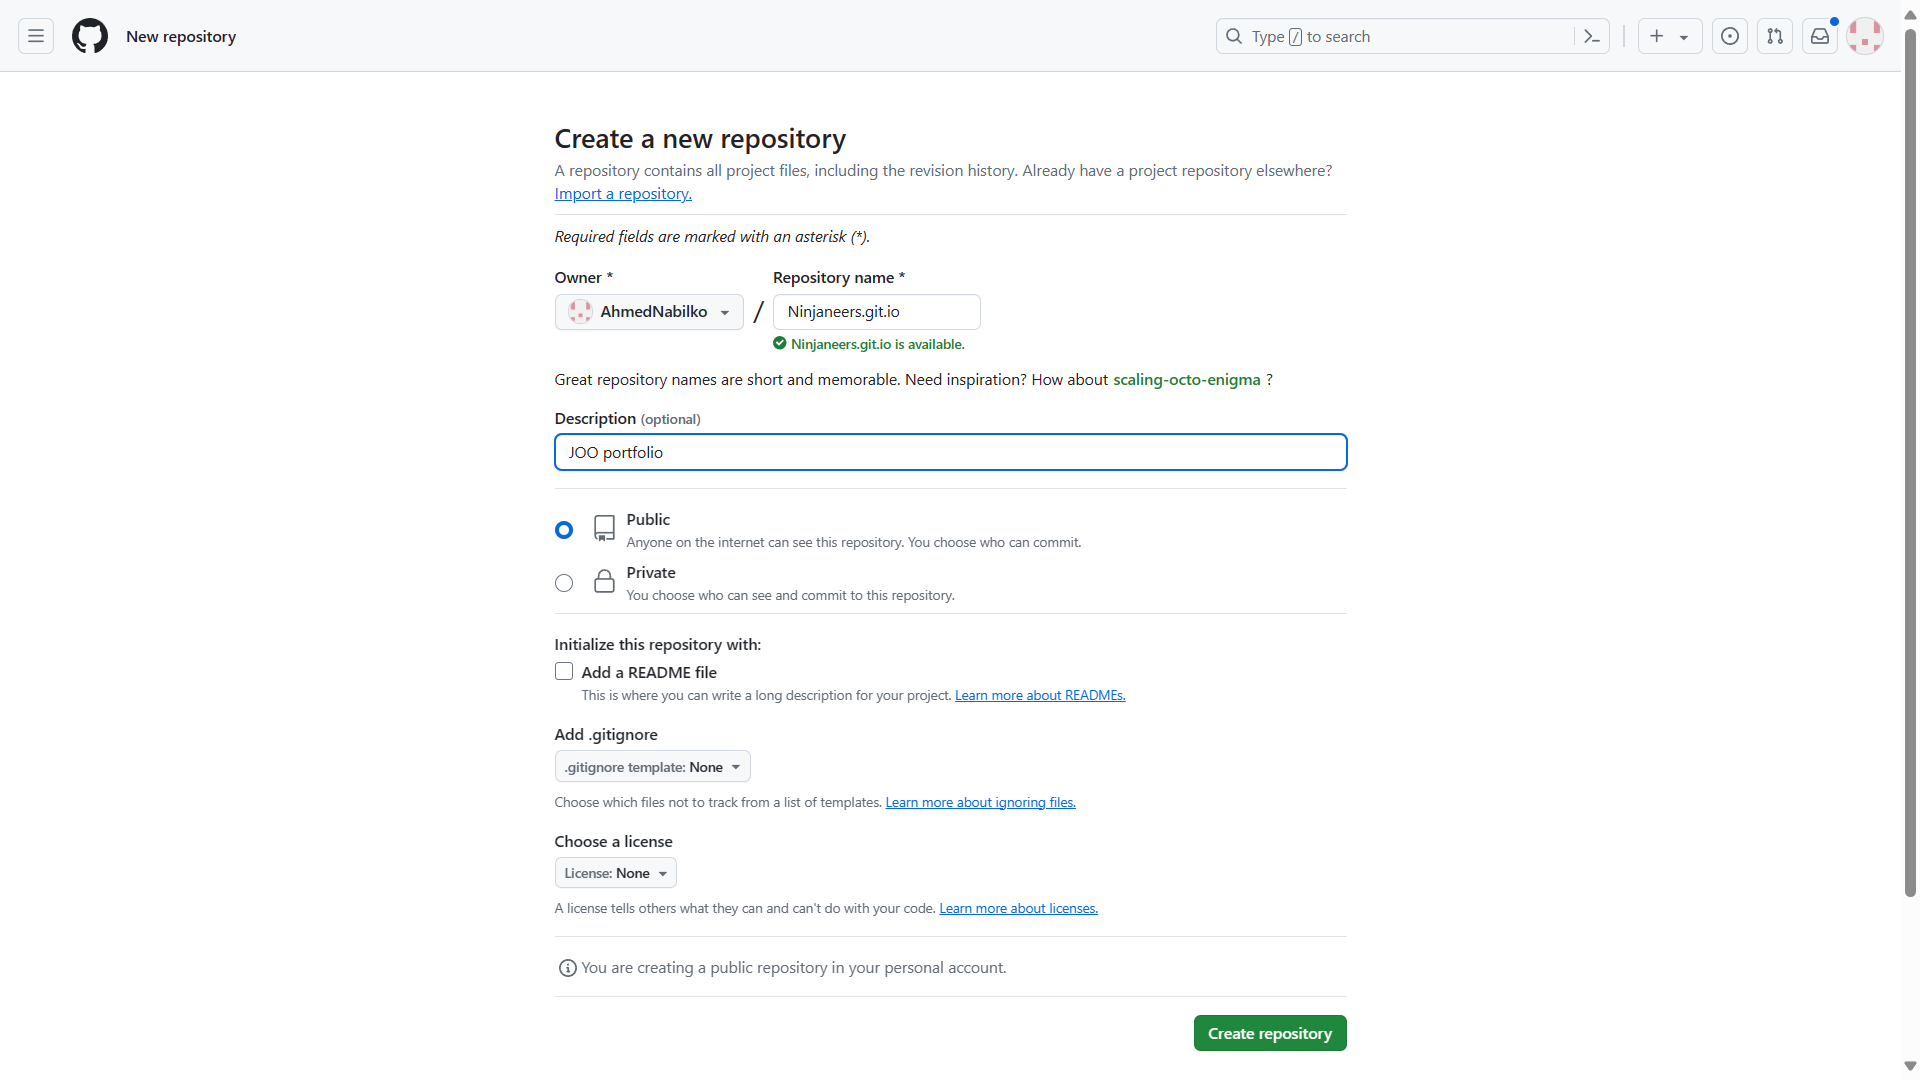 New repository
Type / to search
Create a new repository
A repository contains all project files, including the revision history. Already have a project repository elsewhere?
Import a repository.
Required fields are marked with an asterisk (*).
Owner *
Repository name *
AhmedNabilko
/
Ninjaneers.git.io
Ninjaneers.git.io is available.
Great repository names are short and memorable. Need inspiration? How about scaling-octo-enigma ?
Description (optional)
JOO portfolio
Public
Anyone on the internet can see this repository. You choose who can commit.
Private
You choose who can see and commit to this repository.
Initialize this repository with:
Add a README file
This is where you can write a long description for your project. Learn more about READMEs.
Add .gitignore
.gitignore template: None
Choose which files not to track from a list of templates. Learn more about ignoring files.
Choose a license
License: None
A license tells others what they can and can't do with your code. Learn more about licenses.
You are creating a public repository in your personal account.
Create repository